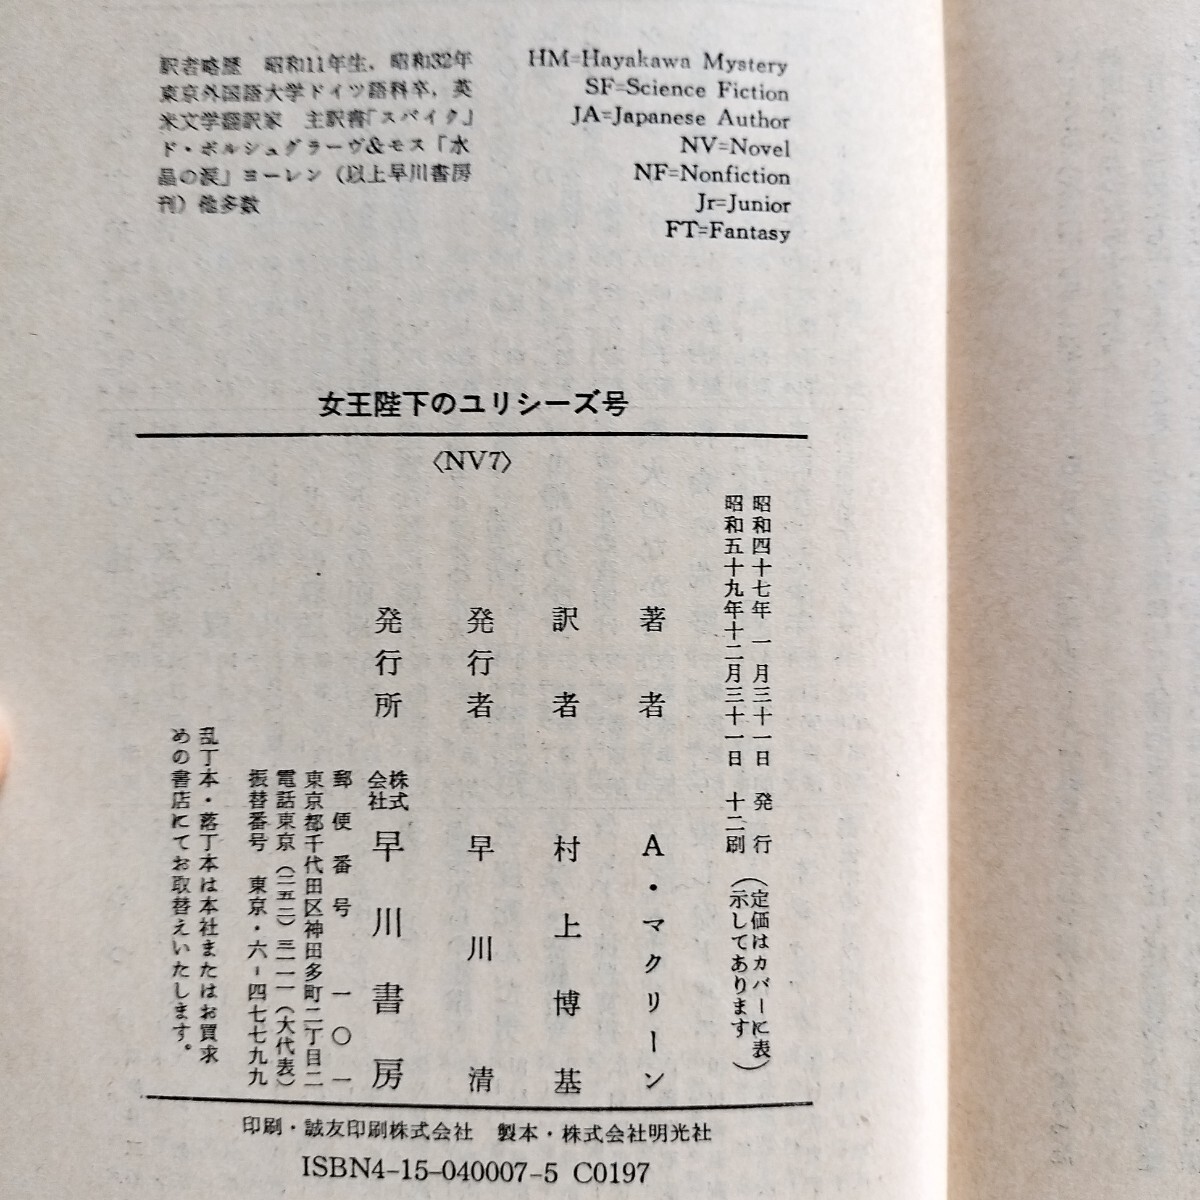 訳者略歴　昭和11年生，昭和32年
東京外国語大学ドイツ語科卒，英
米文学翻訳家　主訳書「スパイク」
ド・ボルシュグラーヴ&モス「水
晶の涙」ヨーレン（以上早川書房
刊）他多数
HM=Hayakawa Mystery
SF=Science Fiction
JA=Japanese Author
NV=Novel
NF=Nonfiction
Jr=Junior
FT=Fantasy
女王陛下のユリシーズ号
〈NV7〉
昭和四十七年　一月三十一日　発行
昭和五十九年十二月三十一日　十二刷
（定価はカバーに表
示してあります）
著者　A・マクリーン
訳者　村上博基
発行者　早川清
発行所　株式会社　早川書房
郵便番号　一〇一
東京都千代田区神田多町二丁目二
電話東京（二五二）三一一一（大代表）
振替番号　東京・六-四七七九九
乱丁本・落丁本は本社またはお買求
めの書店にてお取替えいたします。
印刷・誠友印刷株式会社　製本・株式会社明光社
ISBN4-15-040007-5 C0197